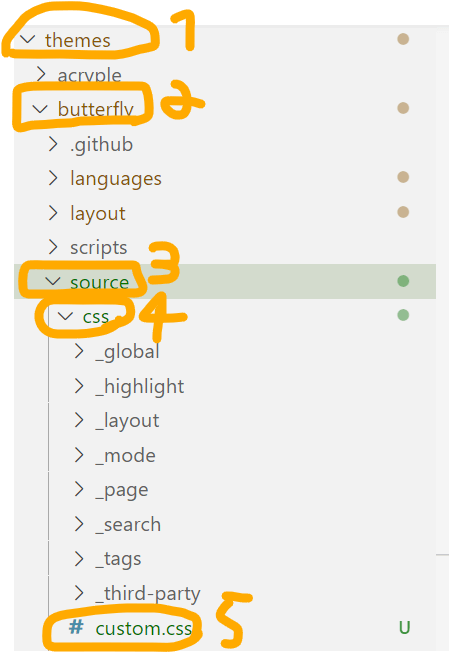 themes 1
acryple
butterfly 2
.github
languages
layout
scripts
source 3
css 4
_global
_highlight
_layout
_mode
_page
_search
_tags
_third-party
# custom.css 5 U